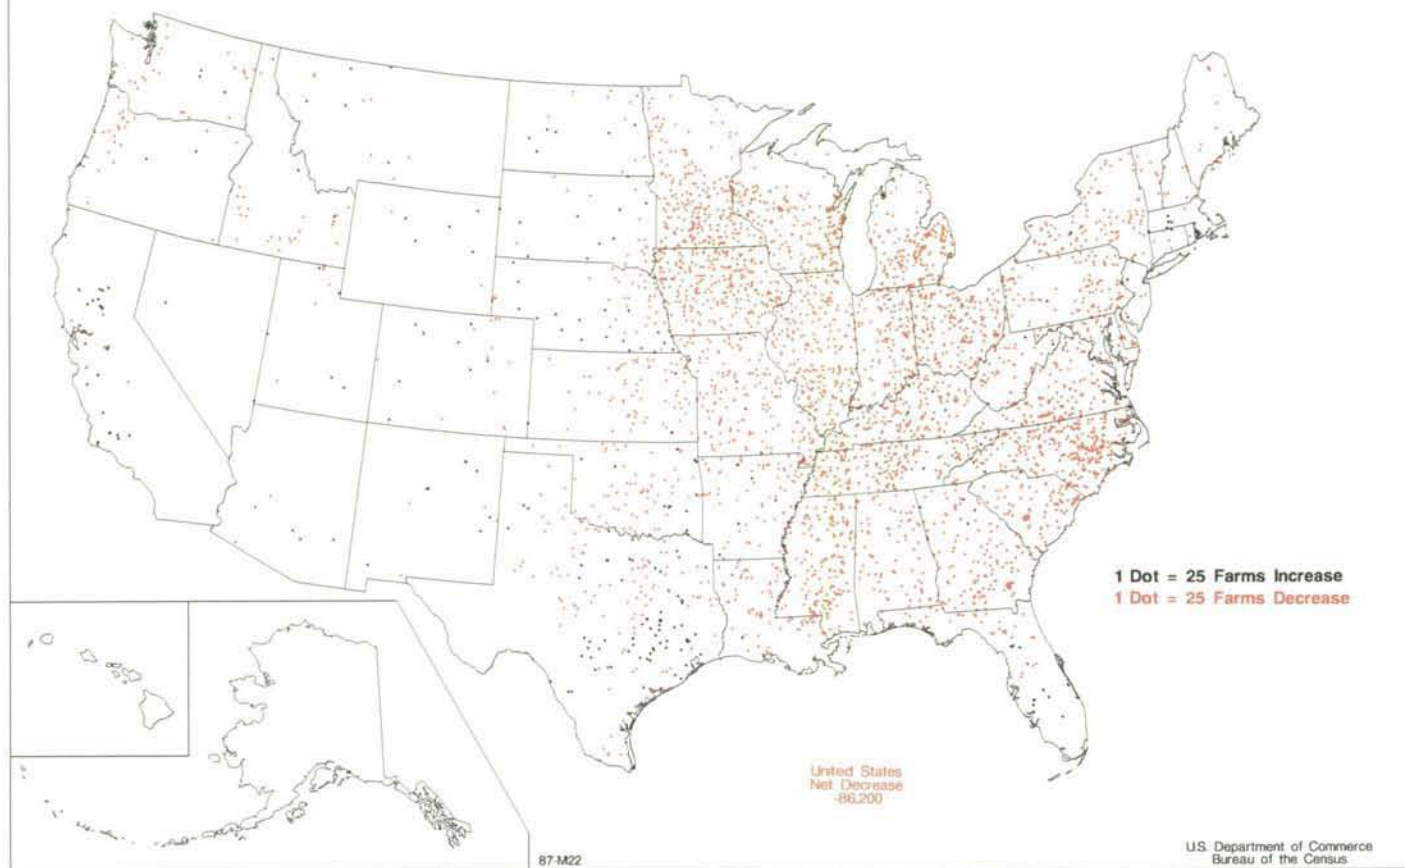 1 Dot = 25 Farms Increase
1 Dot = 25 Farms Decrease
United States
Net Decrease
-86,200
87-M22
U.S. Department of Commerce
Bureau of the Census